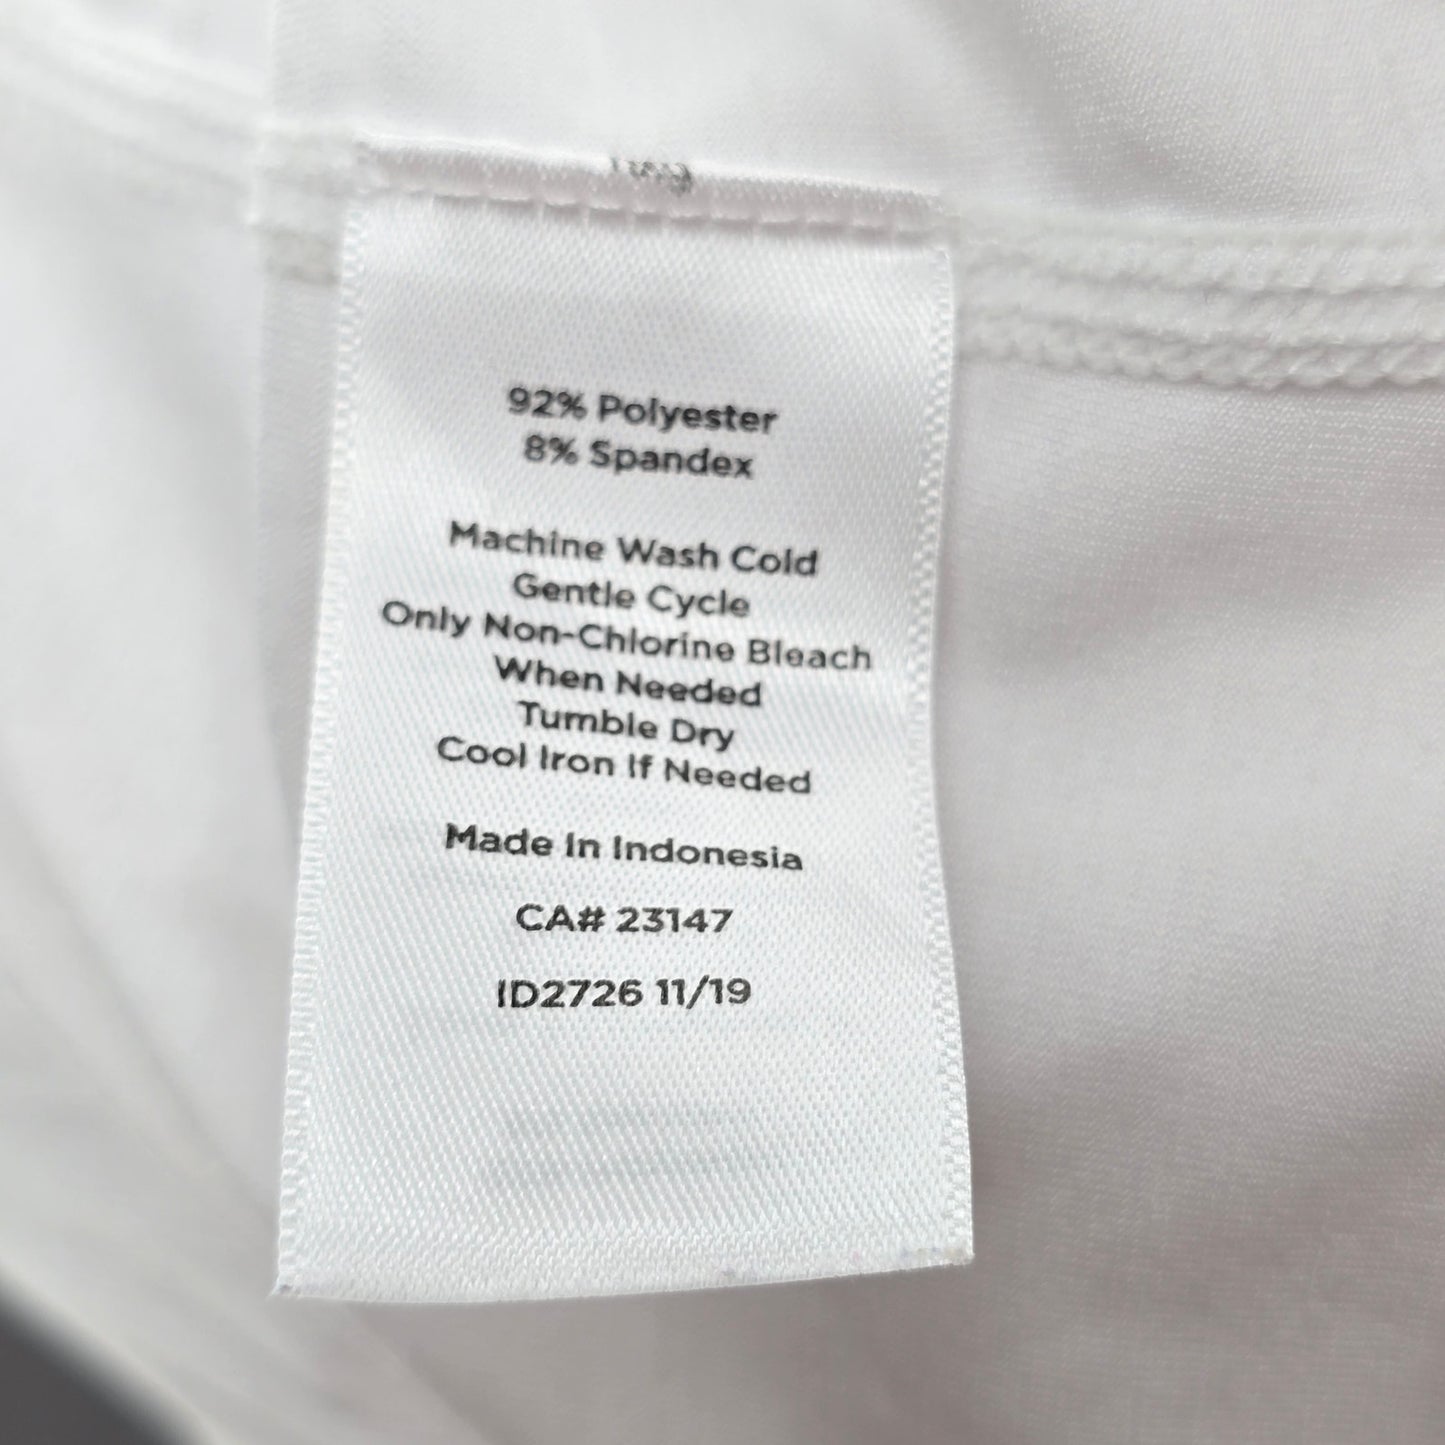 92% Polyester
8% Spandex
Machine Wash Cold
Gentle Cycle
Only Non-Chlorine Bleach
When Needed
Tumble Dry
Cool Iron If Needed
Made In Indonesia
CA# 23147
ID2726 11/19